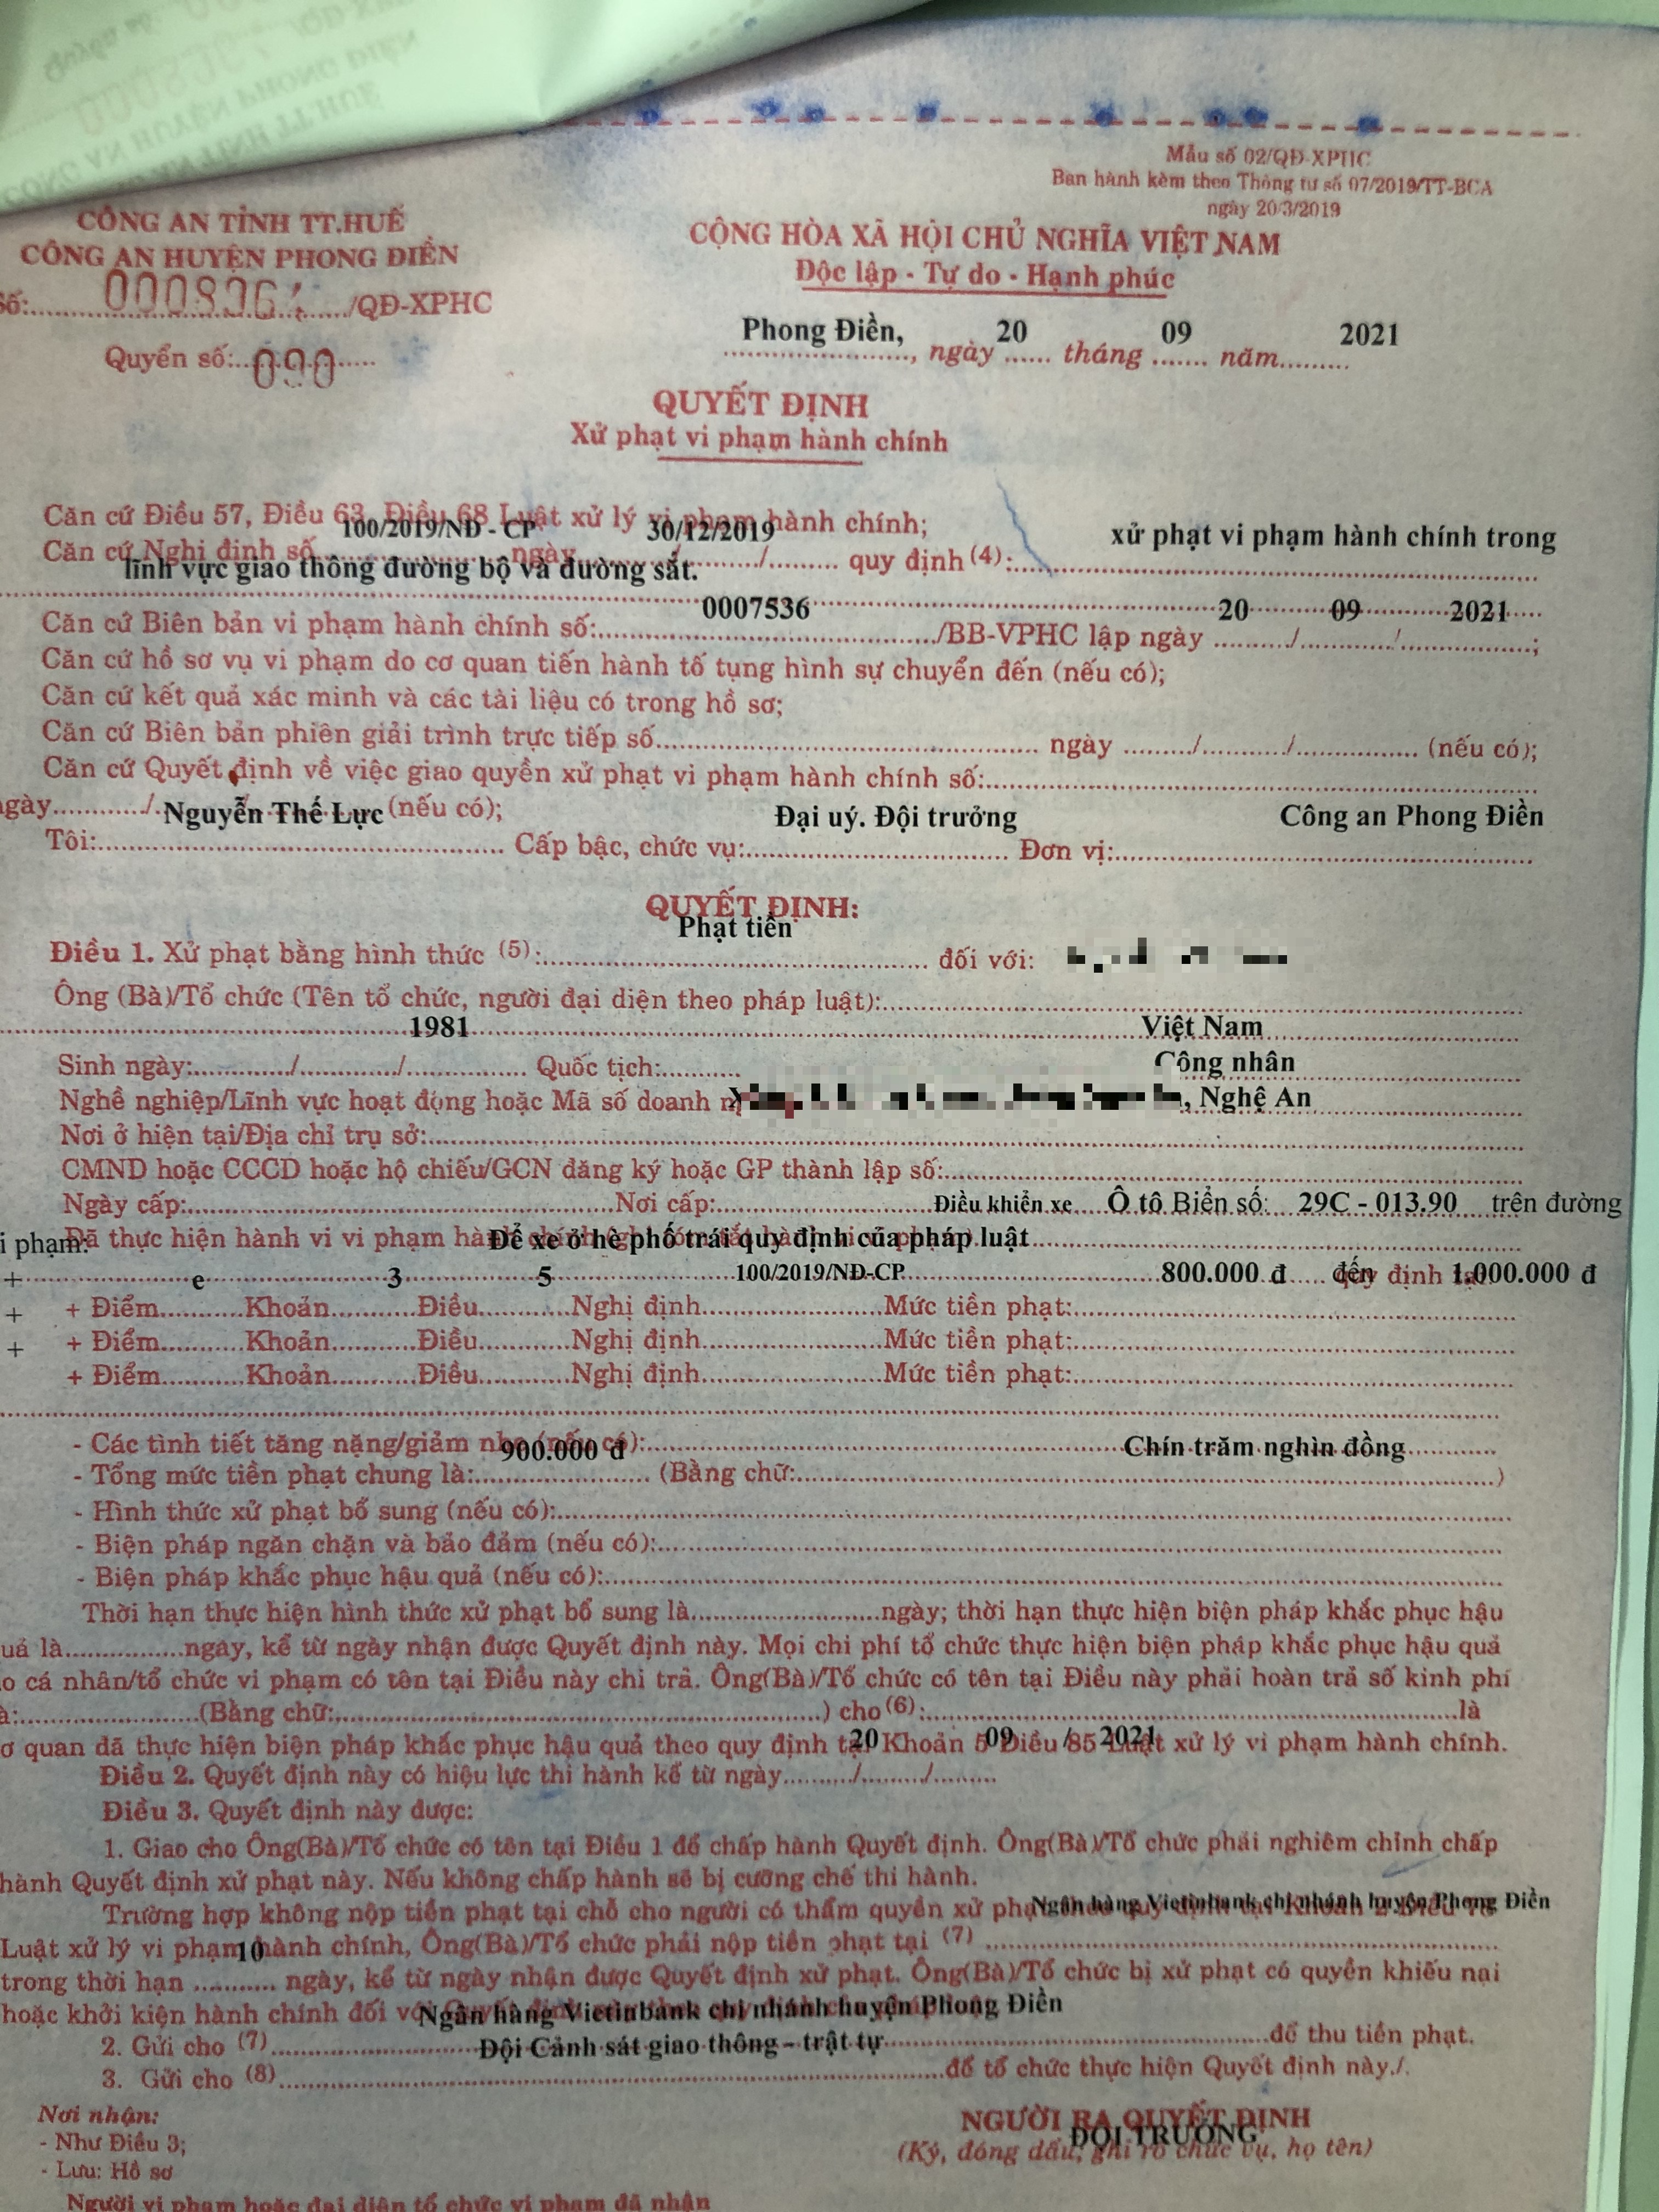 Mẫu số 02/QĐ-XPHC
Ban hành kèm theo Thông tư số 07/2019/TT-BCA
ngày 20/3/2019
CÔNG AN TỈNH TT.HUẾ
CỘNG HÒA XÃ HỘI CHỦ NGHĨA VIỆT NAM
CÔNG AN HUYỆN PHONG ĐIỀN
Độc lập - Tự do - Hạnh phúc
Số:........../QĐ-XPHC
Phong Điền, ngày 20 tháng 09 năm 2021
Quyển số: 090
QUYẾT ĐỊNH
Xử phạt vi phạm hành chính
Căn cứ Điều 57, Điều 63, Điều 68 Luật xử lý vi phạm hành chính;
Căn cứ Nghị định số 100/2019/NĐ - CP ngày 30/12/2019 quy định (4): xử phạt vi phạm hành chính trong
lĩnh vực giao thông đường bộ và đường sắt.
Căn cứ Biên bản vi phạm hành chính số: 0007536 /BB-VPHC lập ngày 20 / 09 / 2021;
Căn cứ hồ sơ vụ vi phạm do cơ quan tiến hành tố tụng hình sự chuyển đến (nếu có);
Căn cứ kết quả xác minh và các tài liệu có trong hồ sơ;
Căn cứ Biên bản phiên giải trình trực tiếp số.......... ngày ......../........../............ (nếu có);
Căn cứ Quyết định về việc giao quyền xử phạt vi phạm hành chính số:..........
ngày........../........ (nếu có);
Tôi: Nguyễn Thế Lực Cấp bậc, chức vụ: Đại uý. Đội trưởng Đơn vị: Công an Phong Điền
QUYẾT ĐỊNH:
Điều 1. Xử phạt bằng hình thức (5): Phạt tiền đối với:
Ông (Bà)/Tổ chức (Tên tổ chức, người đại diện theo pháp luật):..........
Sinh ngày:........../............/ 1981 Quốc tịch: Việt Nam
Nghề nghiệp/Lĩnh vực hoạt động hoặc Mã số doanh Công nhân
Nơi ở hiện tại/Địa chỉ trụ sở: , Nghệ An
CMND hoặc CCCD hoặc hộ chiếu/GCN đăng ký hoặc GP thành lập số:..........
Ngày cấp:.......... Nơi cấp:..........
Điều khiển xe Ô tô Biển số: 29C - 013.90 trên đường
Đã thực hiện hành vi vi phạm
i phạm: Để xe ở hè phố trái quy định của pháp luật
quy định
+ e 3 5 100/2019/NĐ-CP 800.000 đ đến 1.000.000 đ
+ + Điểm..........Khoản..........Điều..........Nghị định..........Mức tiền phạt:..........
+ + Điểm..........Khoản..........Điều..........Nghị định..........Mức tiền phạt:..........
+ Điểm..........Khoản..........Điều..........Nghị định..........Mức tiền phạt:..........
- Các tình tiết tăng nặng/giảm nhẹ (nếu có):..........
- Tổng mức tiền phạt chung là: 900.000 đ (Bằng chữ: Chín trăm nghìn đồng)
- Hình thức xử phạt bổ sung (nếu có):..........
- Biện pháp ngăn chặn và bảo đảm (nếu có):..........
- Biện pháp khắc phục hậu quả (nếu có):..........
Thời hạn thực hiện hình thức xử phạt bổ sung là..........ngày; thời hạn thực hiện biện pháp khắc phục hậu
uả là..........ngày, kể từ ngày nhận được Quyết định này. Mọi chi phí tổ chức thực hiện biện pháp khắc phục hậu quả
o cá nhân/tổ chức vi phạm có tên tại Điều này chi trả. Ông(Bà)/Tổ chức có tên tại Điều này phải hoàn trả số kinh phí
à:..........(Bằng chữ:..........) cho (6):..........là
ơ quan đã thực hiện biện pháp khắc phục hậu quả theo quy định tại Khoản 5 Điều 85 Luật xử lý vi phạm hành chính.
Điều 2. Quyết định này có hiệu lực thi hành kể từ ngày 20 / 09 / 2021
Điều 3. Quyết định này được:
1. Giao cho Ông(Bà)/Tổ chức có tên tại Điều 1 để chấp hành Quyết định. Ông(Bà)/Tổ chức phải nghiêm chỉnh chấp
hành Quyết định xử phạt này. Nếu không chấp hành sẽ bị cưỡng chế thi hành.
Trường hợp không nộp tiền phạt tại chỗ cho người có thẩm quyền xử phạt
Luật xử lý vi phạm hành chính, Ông(Bà)/Tổ chức phải nộp tiền phạt tại (7) Ngân hàng Vietinbank chi nhánh huyện Phong Điền
trong thời hạn 10 ngày, kể từ ngày nhận được Quyết định xử phạt. Ông(Bà)/Tổ chức bị xử phạt có quyền khiếu nại
hoặc khởi kiện hành chính đối với
2. Gửi cho (7) Ngân hàng Vietinbank chi nhánh huyện Phong Điền để thu tiền phạt.
3. Gửi cho (8) Đội Cảnh sát giao thông – trật tự để tổ chức thực hiện Quyết định này./.
Nơi nhận:
NGƯỜI RA QUYẾT ĐỊNH
ĐỘI TRƯỞNG
- Như Điều 3;
(Ký, đóng dấu, ghi rõ chức vụ, họ tên)
- Lưu: Hồ sơ
Người vi phạm hoặc đại diện tổ chức vi phạm đã nhận